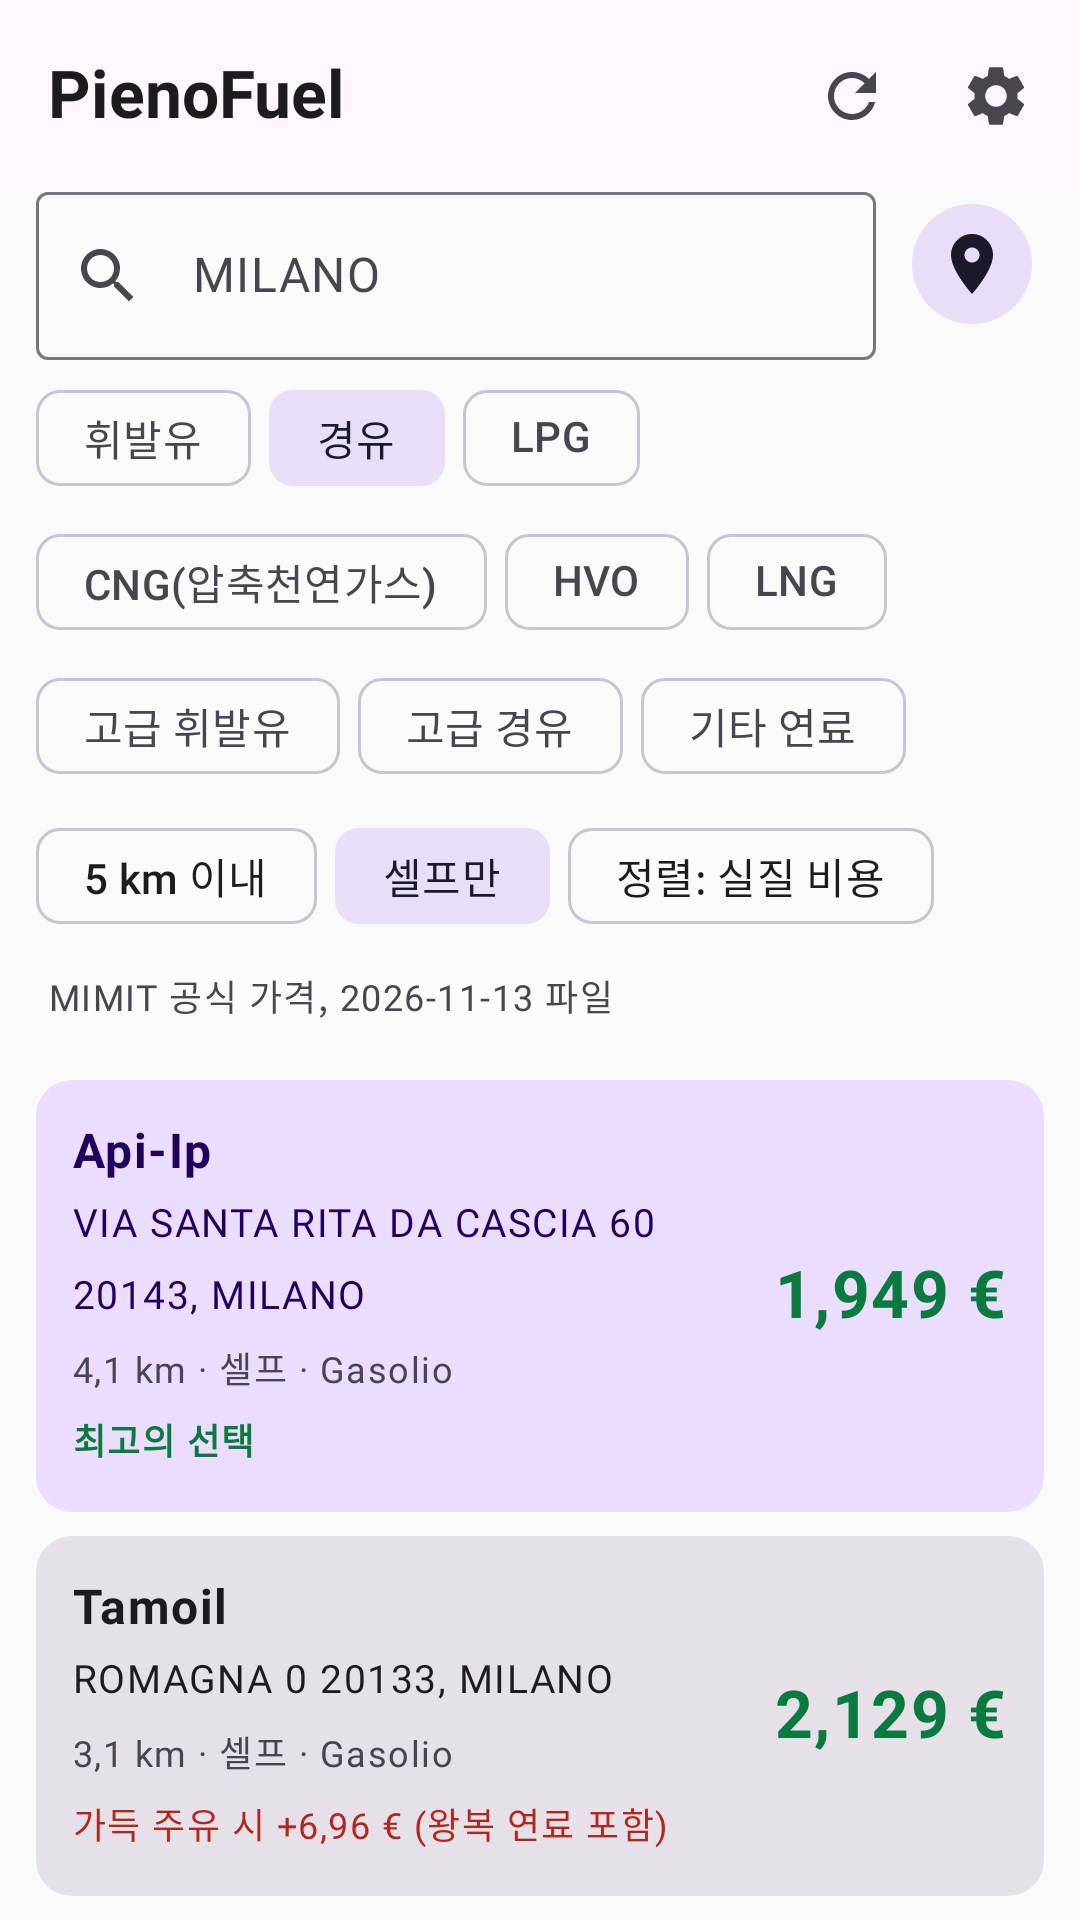 PienoFuel
MILANO
휘발유 경유 LPG
CNG(압축천연가스) HVO LNG
고급 휘발유 고급 경유 기타 연료
5 km 이내 셀프만 정렬: 실질 비용
MIMIT 공식 가격, 2026-11-13 파일
Api-Ip
VIA SANTA RITA DA CASCIA 60
20143, MILANO
1,949 €
4,1 km · 셀프 · Gasolio
최고의 선택
Tamoil
ROMAGNA 0 20133, MILANO
2,129 €
3,1 km · 셀프 · Gasolio
가득 주유 시 +6,96 € (왕복 연료 포함)